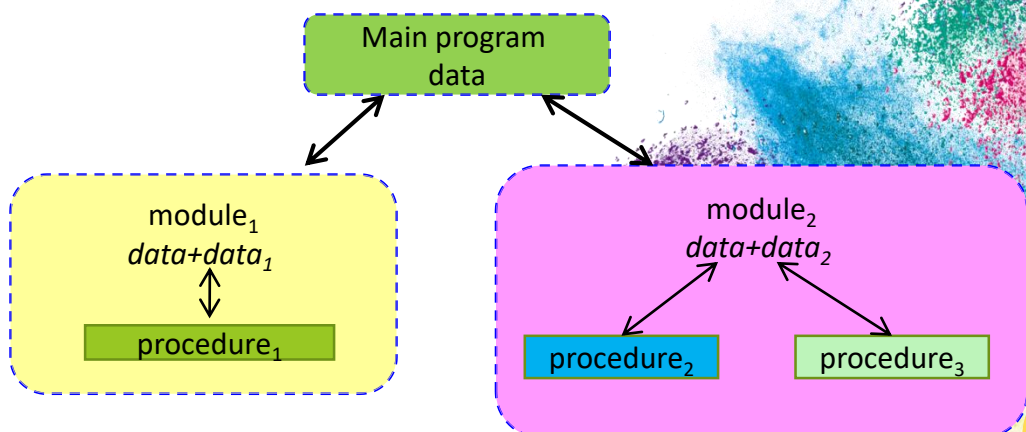 Main program
data
module₁
data+data₁
procedure₁
module₂
data+data₂
procedure₂
procedure₃